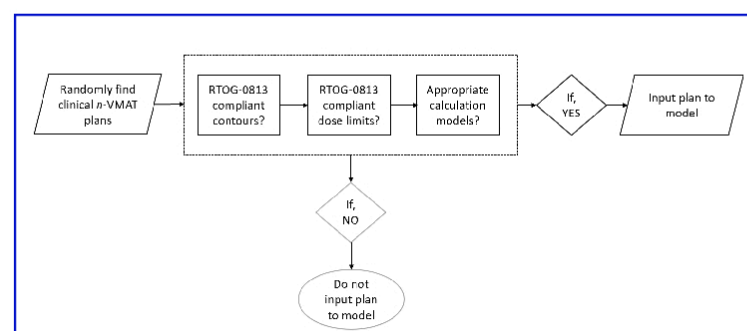 Randomly find
clinical n-VMAT
plans
RTOG-0813
compliant
contours?
RTOG-0813
compliant
dose limits?
Appropriate
calculation
models?
If,
YES
Input plan to
model
If,
NO
Do not
input plan
to model